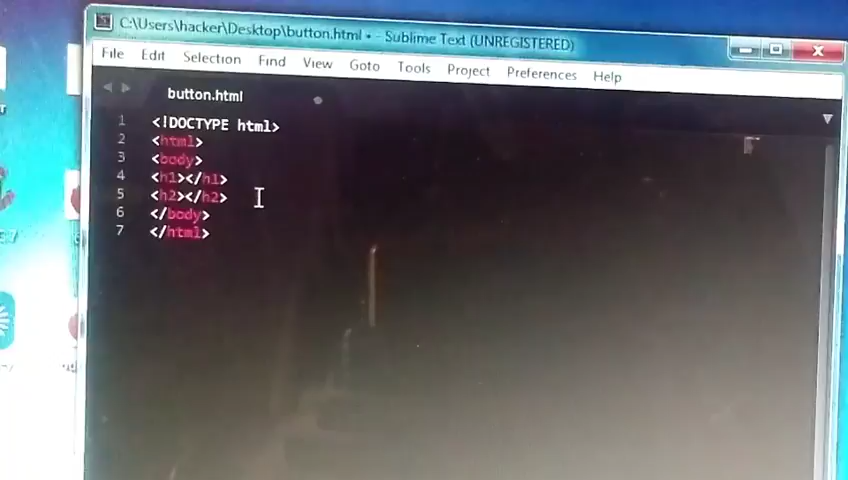 C:\Users\hacker\Desktop\button.html • - Sublime Text (UNREGISTERED)
File Edit Selection Find View Goto Tools Project Preferences Help
button.html
1 <!DOCTYPE html>
2 <html>
3 <body>
4 <h1></h1>
5 <h2></h2>
6 </body>
7 </html>